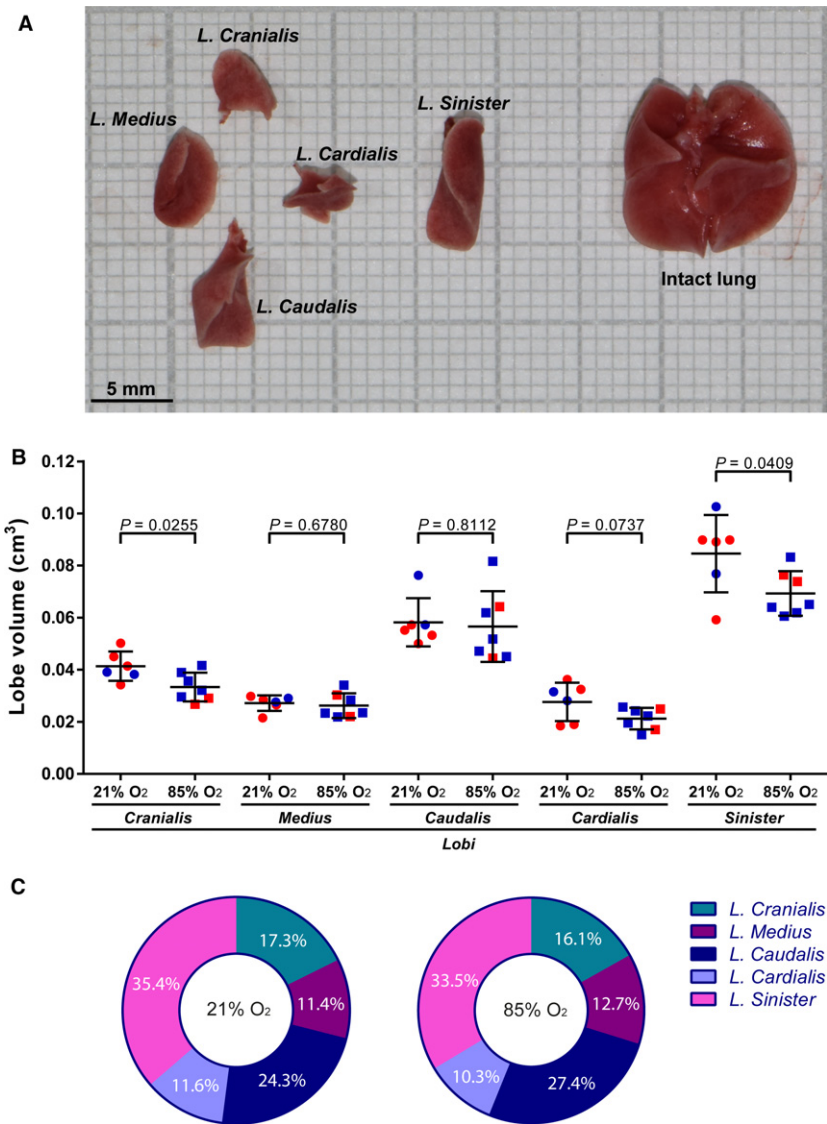 A
L. Cranialis
L. Medius
L. Sinister
L. Cardialis
L. Caudalis
Intact lung
5 mm
B
Lobe volume (cm³)
0.12
0.10
0.08
0.06
0.04
0.02
0.00
P = 0.0255
P = 0.6780
P = 0.8112
P = 0.0737
P = 0.0409
21% O₂ 85% O₂ 21% O₂ 85% O₂ 21% O₂ 85% O₂ 21% O₂ 85% O₂ 21% O₂ 85% O₂
Cranialis Medius Caudalis Cardialis Sinister
Lobi
C
17.3%
11.4%
24.3%
11.6%
35.4%
21% O₂
16.1%
12.7%
27.4%
10.3%
33.5%
85% O₂
L. Cranialis
L. Medius
L. Caudalis
L. Cardialis
L. Sinister